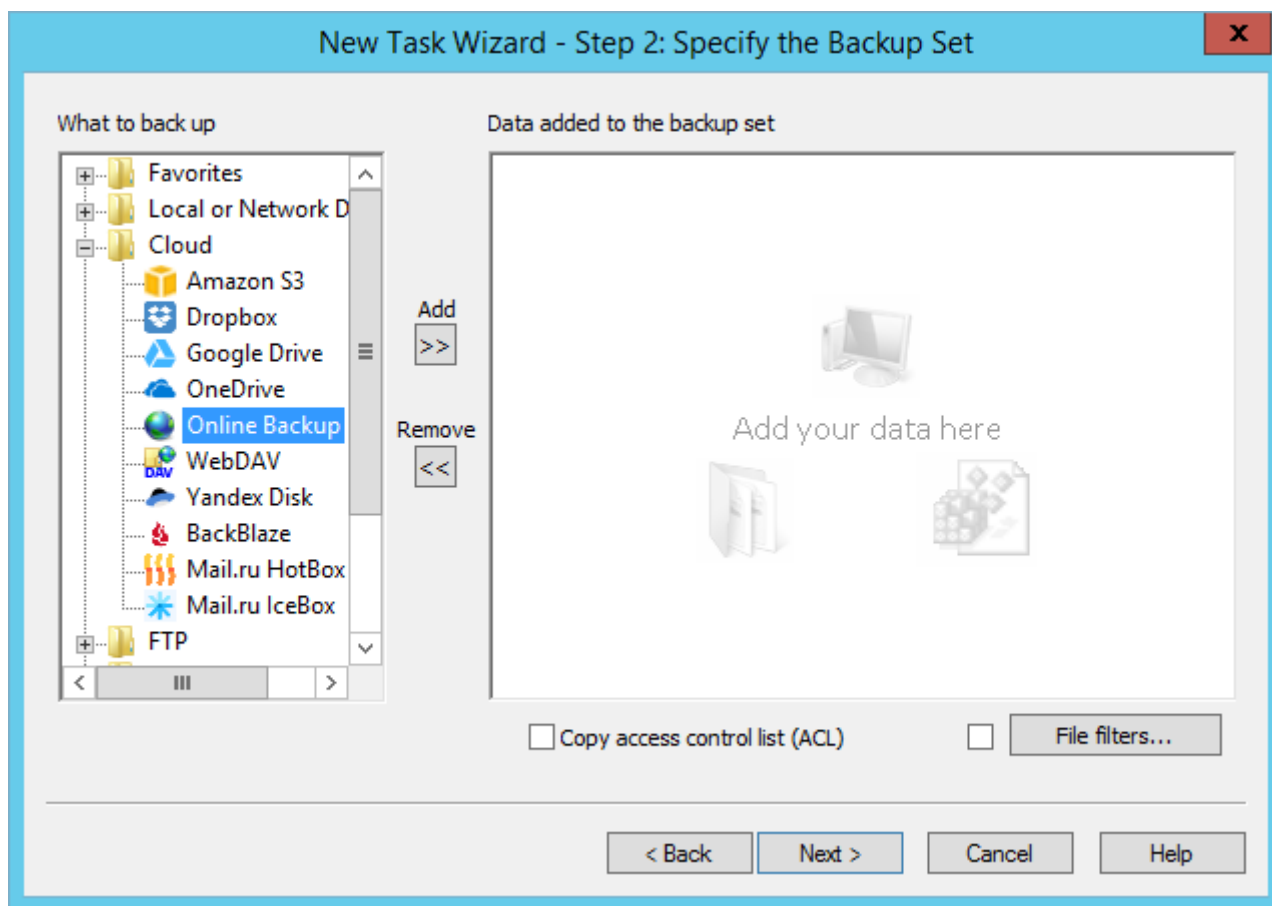 New Task Wizard - Step 2: Specify the Backup Set
x
What to back up
Data added to the backup set
Favorites
Local or Network D
Cloud
Amazon S3
Dropbox
Google Drive
OneDrive
Online Backup
DAV WebDAV
Yandex Disk
BackBlaze
Mail.ru HotBox
Mail.ru IceBox
FTP
Add
>>
Remove
<<
Add your data here
Copy access control list (ACL)
File filters...
< Back
Next >
Cancel
Help